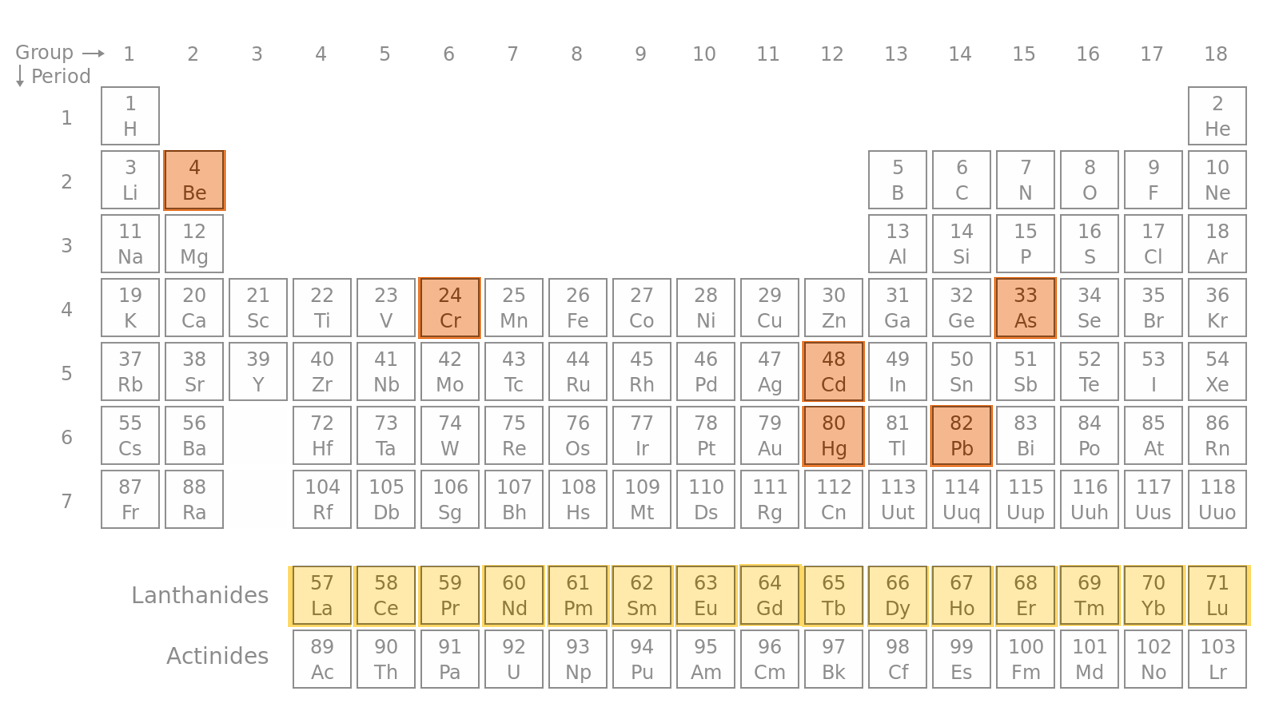 Group → 1 2 3 4 5 6 7 8 9 10 11 12 13 14 15 16 17 18
↓ Period
1 1 2
H He
2 3 4 5 6 7 8 9 10
Li Be B C N O F Ne
3 11 12 13 14 15 16 17 18
Na Mg Al Si P S Cl Ar
4 19 20 21 22 23 24 25 26 27 28 29 30 31 32 33 34 35 36
K Ca Sc Ti V Cr Mn Fe Co Ni Cu Zn Ga Ge As Se Br Kr
5 37 38 39 40 41 42 43 44 45 46 47 48 49 50 51 52 53 54
Rb Sr Y Zr Nb Mo Tc Ru Rh Pd Ag Cd In Sn Sb Te I Xe
6 55 56 72 73 74 75 76 77 78 79 80 81 82 83 84 85 86
Cs Ba Hf Ta W Re Os Ir Pt Au Hg Tl Pb Bi Po At Rn
7 87 88 104 105 106 107 108 109 110 111 112 113 114 115 116 117 118
Fr Ra Rf Db Sg Bh Hs Mt Ds Rg Cn Uut Uuq Uup Uuh Uus Uuo
Lanthanides 57 58 59 60 61 62 63 64 65 66 67 68 69 70 71
La Ce Pr Nd Pm Sm Eu Gd Tb Dy Ho Er Tm Yb Lu
Actinides 89 90 91 92 93 94 95 96 97 98 99 100 101 102 103
Ac Th Pa U Np Pu Am Cm Bk Cf Es Fm Md No Lr